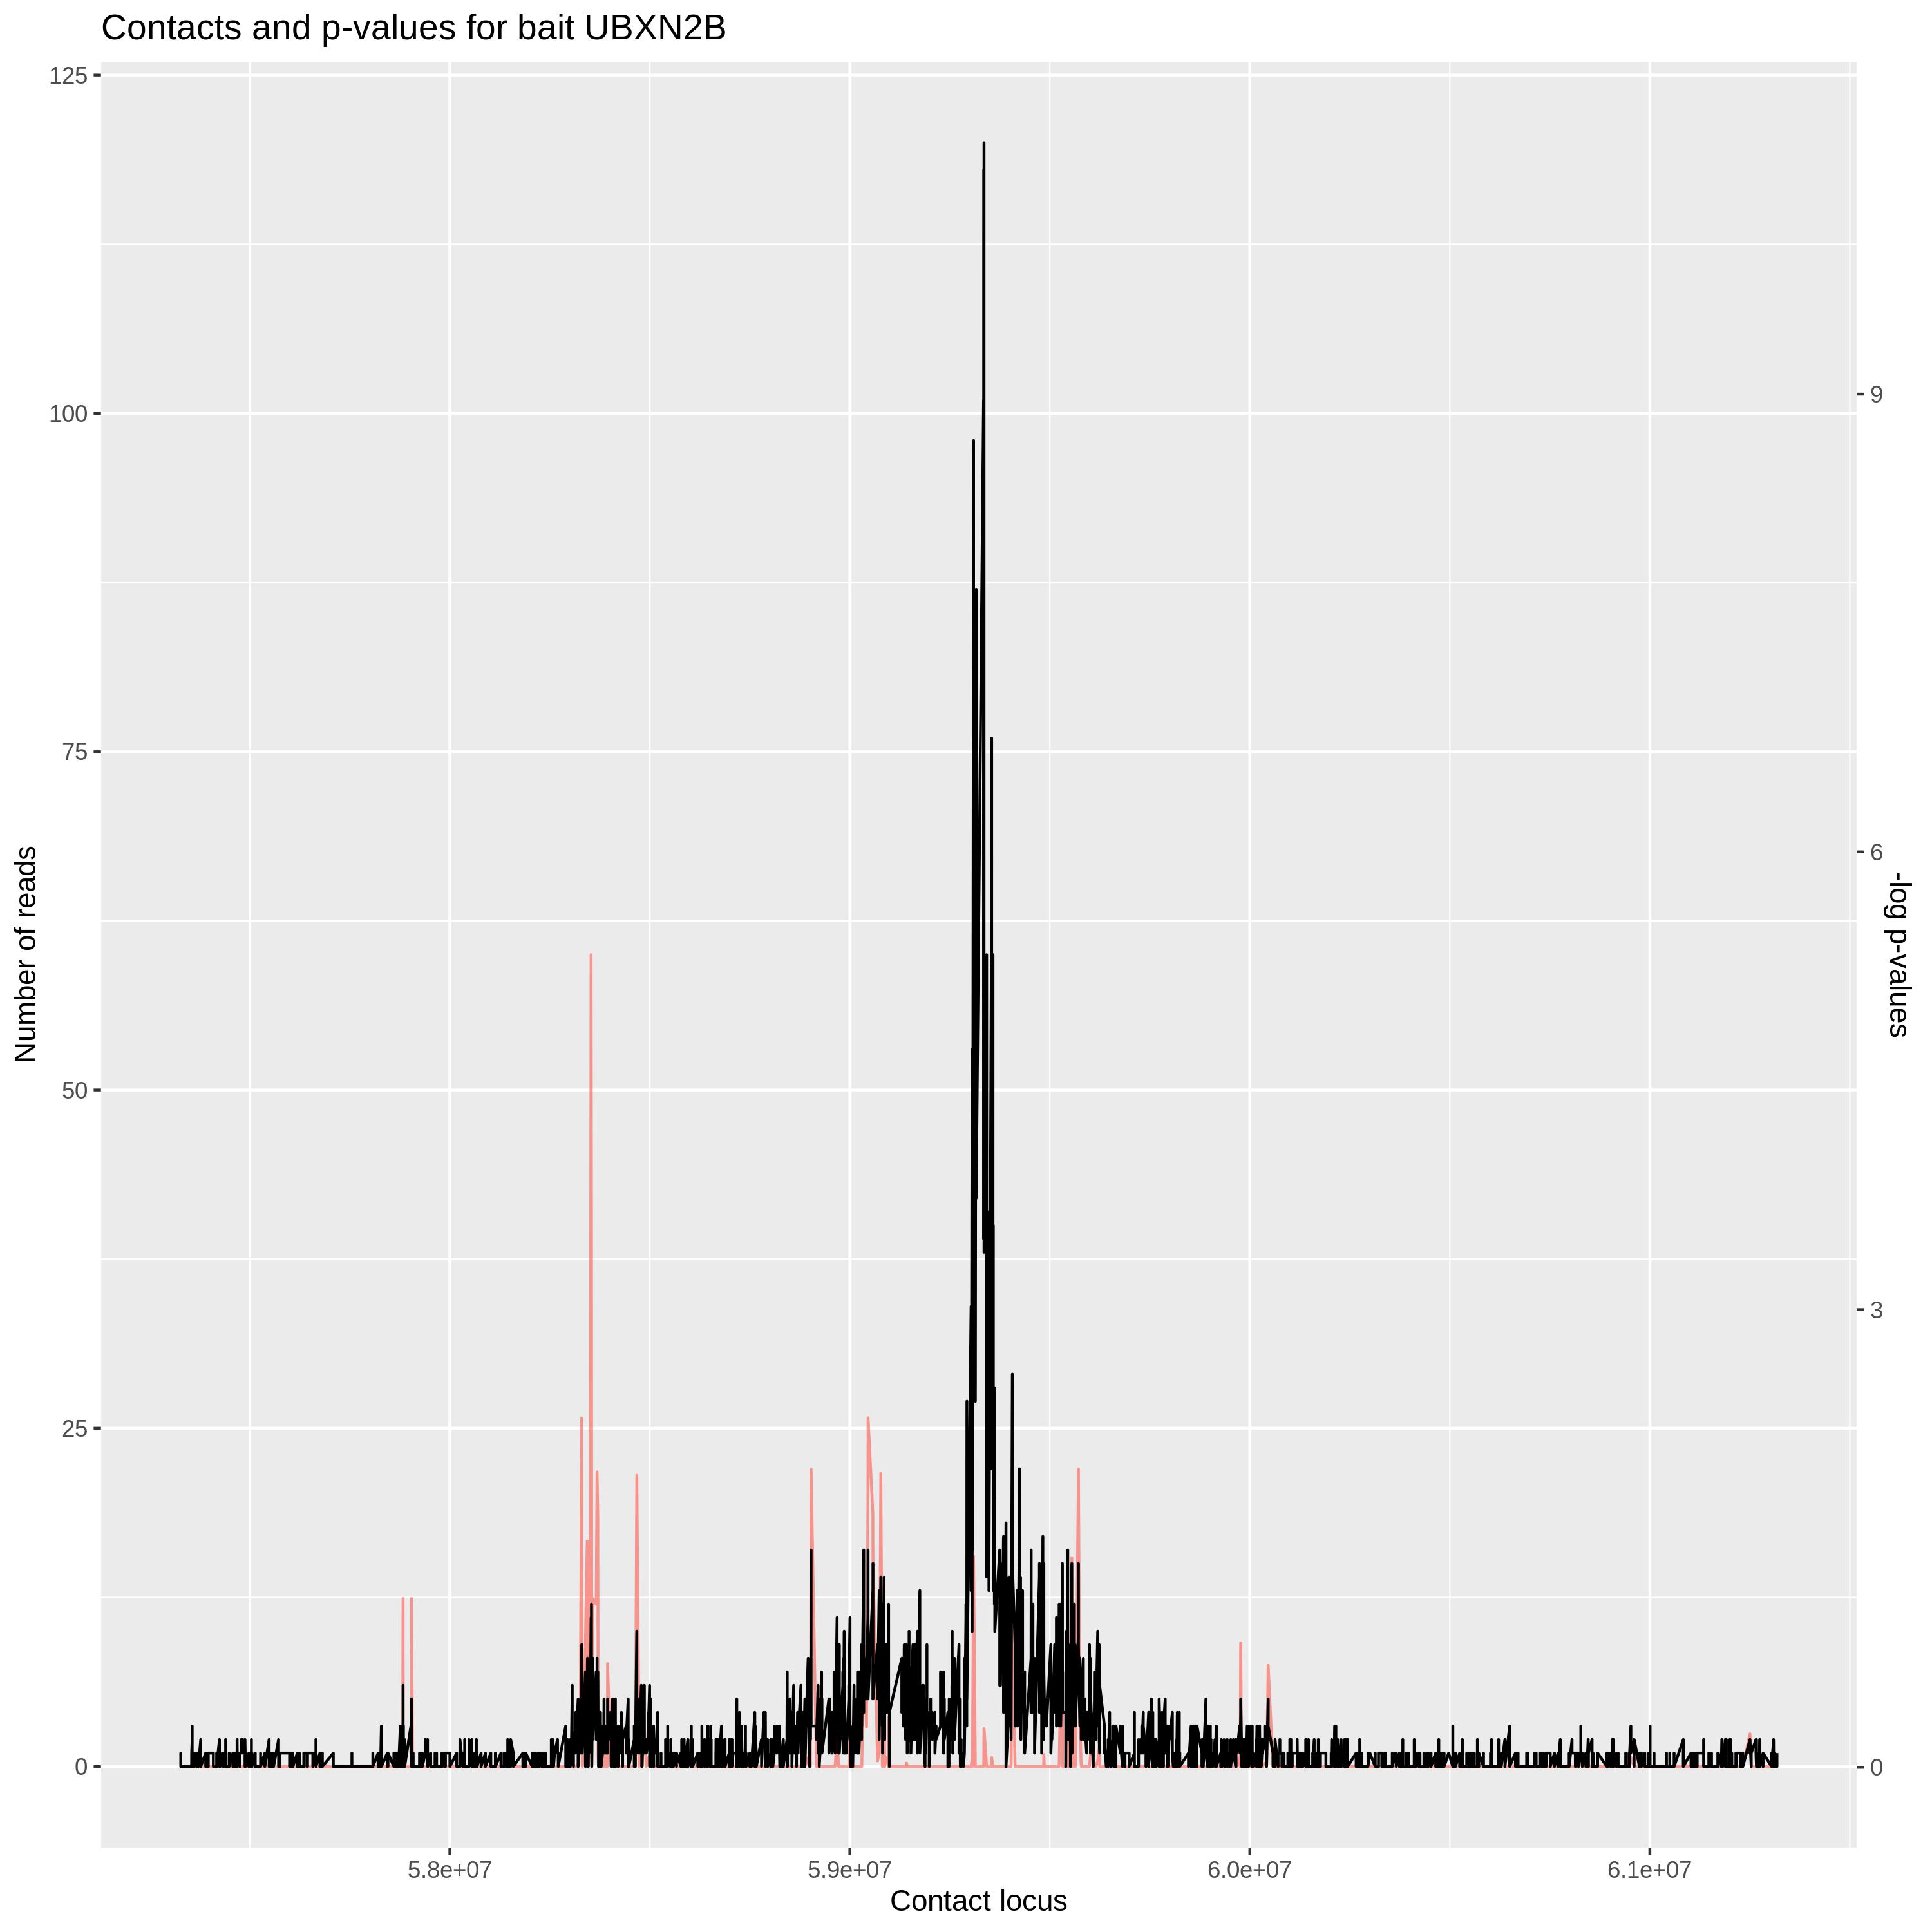 Contacts and p-values for bait UBXN2B
125
100
75
50
25
0
Number of reads
9
6
3
0
-log p-values
5.8e+07
5.9e+07
6.0e+07
6.1e+07
Contact locus